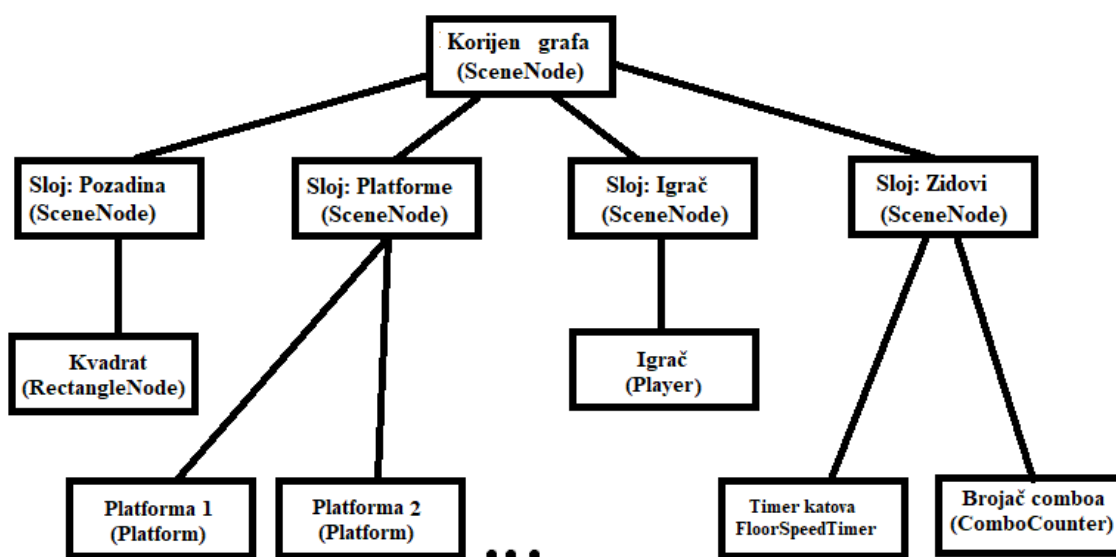 Korijen grafa
(SceneNode)
Sloj: Pozadina
(SceneNode)
Sloj: Platforme
(SceneNode)
Sloj: Igrač
(SceneNode)
Sloj: Zidovi
(SceneNode)
Kvadrat
(RectangleNode)
Igrač
(Player)
Platforma 1
(Platform)
Platforma 2
(Platform)
...
Timer katova
FloorSpeedTimer
Brojač comboa
(ComboCounter)